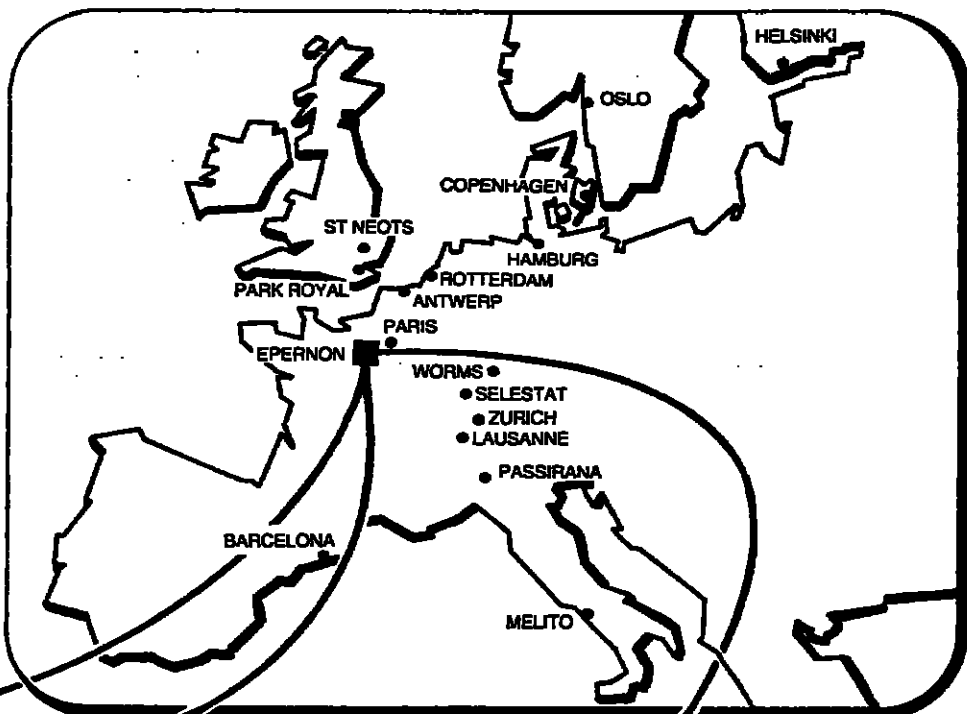 HELSINKI
OSLO
COPENHAGEN
ST NEOTS
HAMBURG
ROTTERDAM
PARK ROYAL
ANTWERP
PARIS
EPERNON
WORMS
SELESTAT
ZURICH
LAUSANNE
PASSIRANA
BARCELONA
MELITO